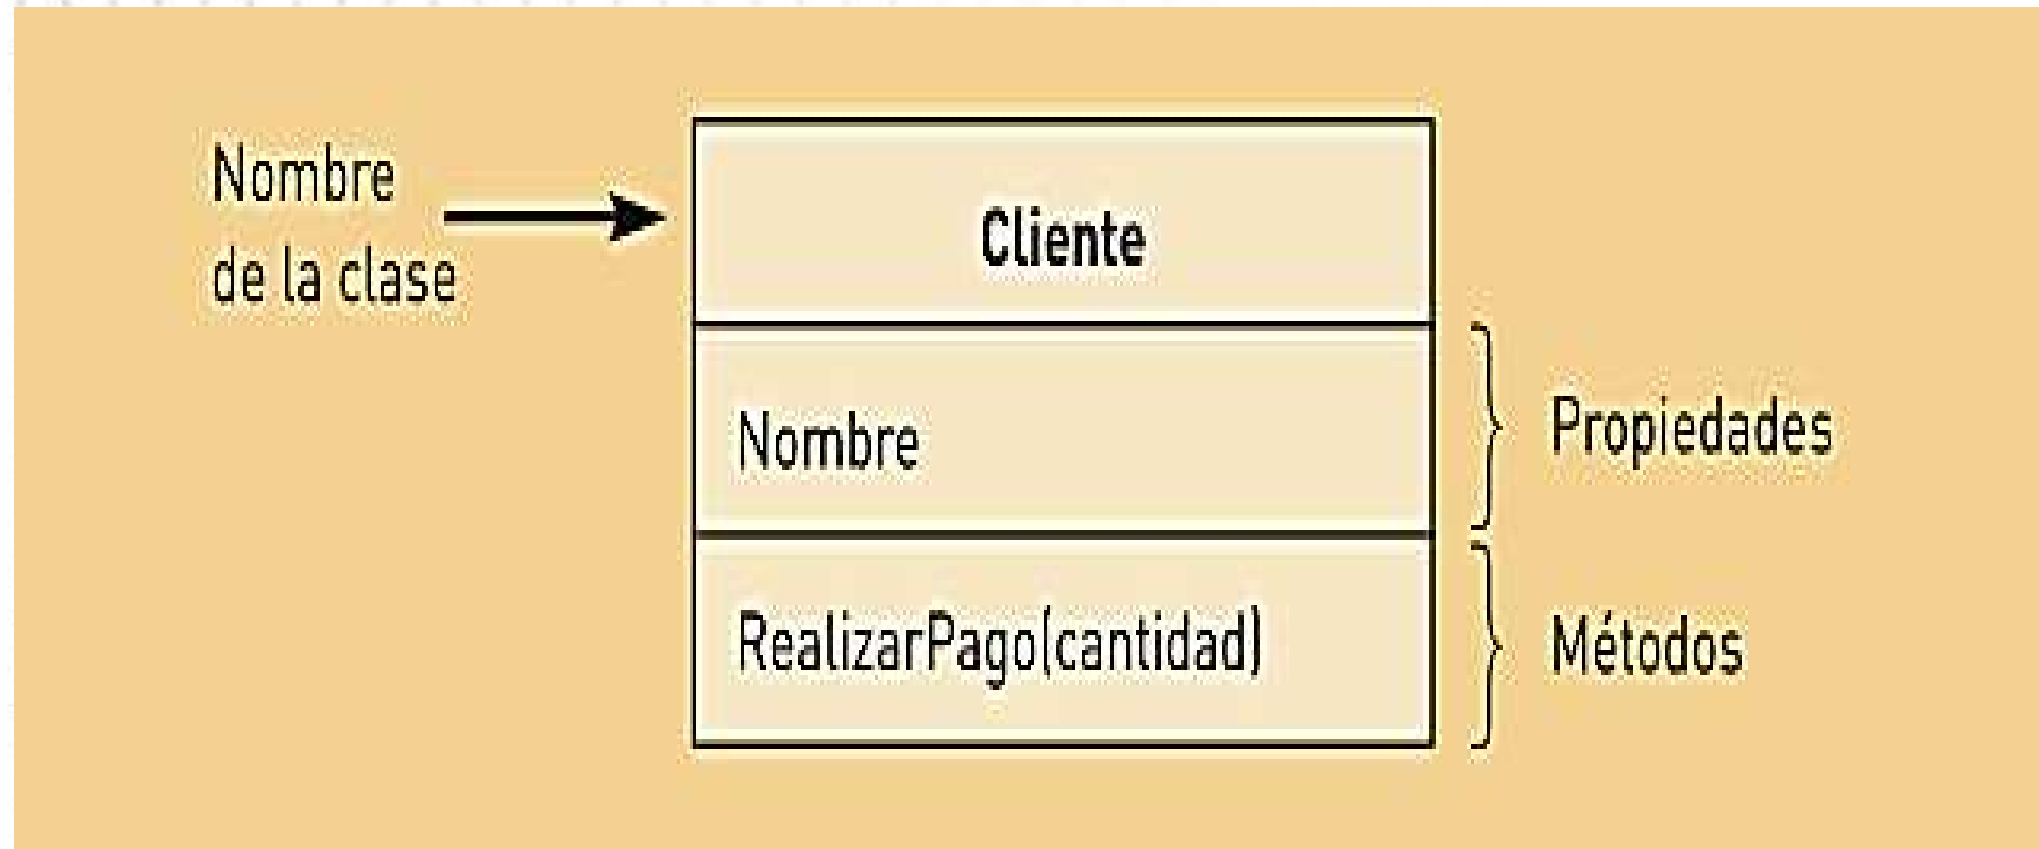 Nombre
de la clase
Cliente
Nombre
Propiedades
RealizarPago(cantidad)
Métodos